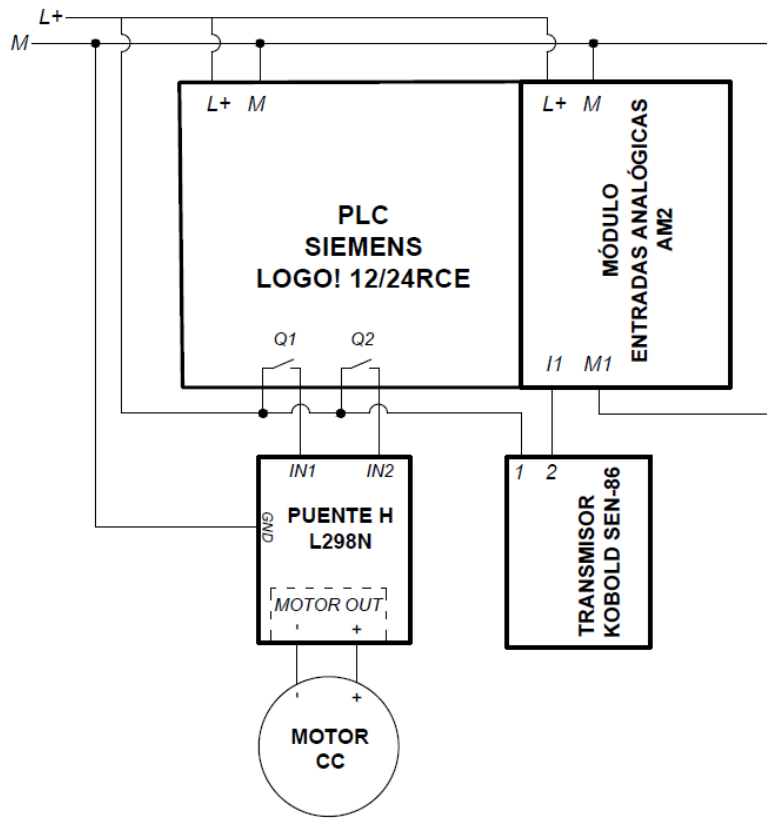 L+
M
L+ M
L+ M
PLC
SIEMENS
LOGO! 12/24RCE
MÓDULO
ENTRADAS ANALÓGICAS
AM2
Q1 Q2
I1 M1
IN1 IN2
GND
PUENTE H
L298N
MOTOR OUT
- +
1 2
TRANSMISOR
KOBOLD SEN-86
- +
MOTOR
CC